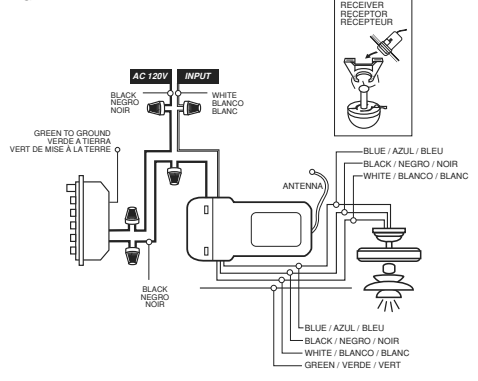 RECEIVER
RECEPTOR
RÉCEPTEUR
AC 120V
INPUT
BLACK
NEGRO
NOIR
WHITE
BLANCO
BLANC
GREEN TO GROUND
VERDE A TIERRA
VERT DE MISE À LA TERRE
ANTENNA
BLUE / AZUL / BLEU
BLACK / NEGRO / NOIR
WHITE / BLANCO / BLANC
BLACK
NEGRO
NOIR
BLUE / AZUL / BLEU
BLACK / NEGRO / NOIR
WHITE / BLANCO / BLANC
GREEN / VERDE / VERT